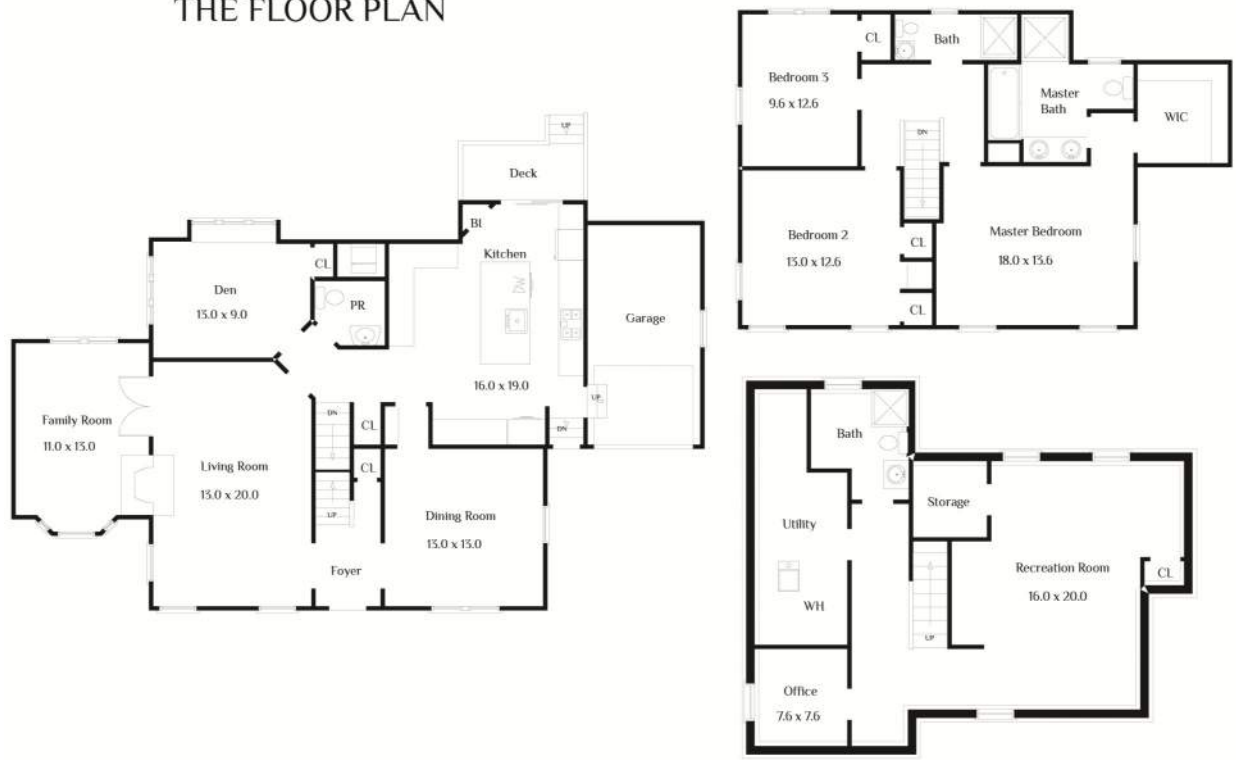 THE FLOOR PLAN
UP
Deck
BI
Kitchen
DW
16.0 x 19.0
CL
Den
13.0 x 9.0
PR
Garage
UP
DN
Family Room
11.0 x 13.0
Living Room
13.0 x 20.0
DN
CL
CL
UP
Dining Room
13.0 x 13.0
Foyer
CL
Bath
Bedroom 3
9.6 x 12.6
Master
Bath
WIC
DN
Bedroom 2
13.0 x 12.6
CL
Master Bedroom
18.0 x 13.6
CL
Bath
Storage
Utility
Recreation Room
16.0 x 20.0
CL
WH
UP
Office
7.6 x 7.6